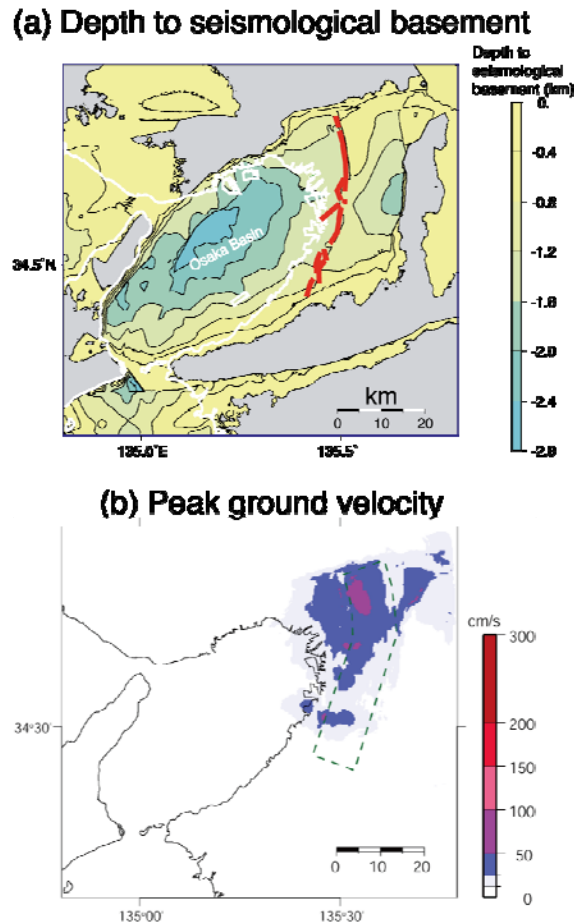 (a) Depth to seismological basement
Depth to
seismological
basement (km)
0.
-0.4
-0.8
-1.2
-1.6
-2.0
-2.4
-2.8
Osaka Basin
34.5°N
km
0 10 20
135.0°E
135.5°
(b) Peak ground velocity
cm/s
300
200
150
100
50
0
34°30'
0 10 20
135°00'
135°30'